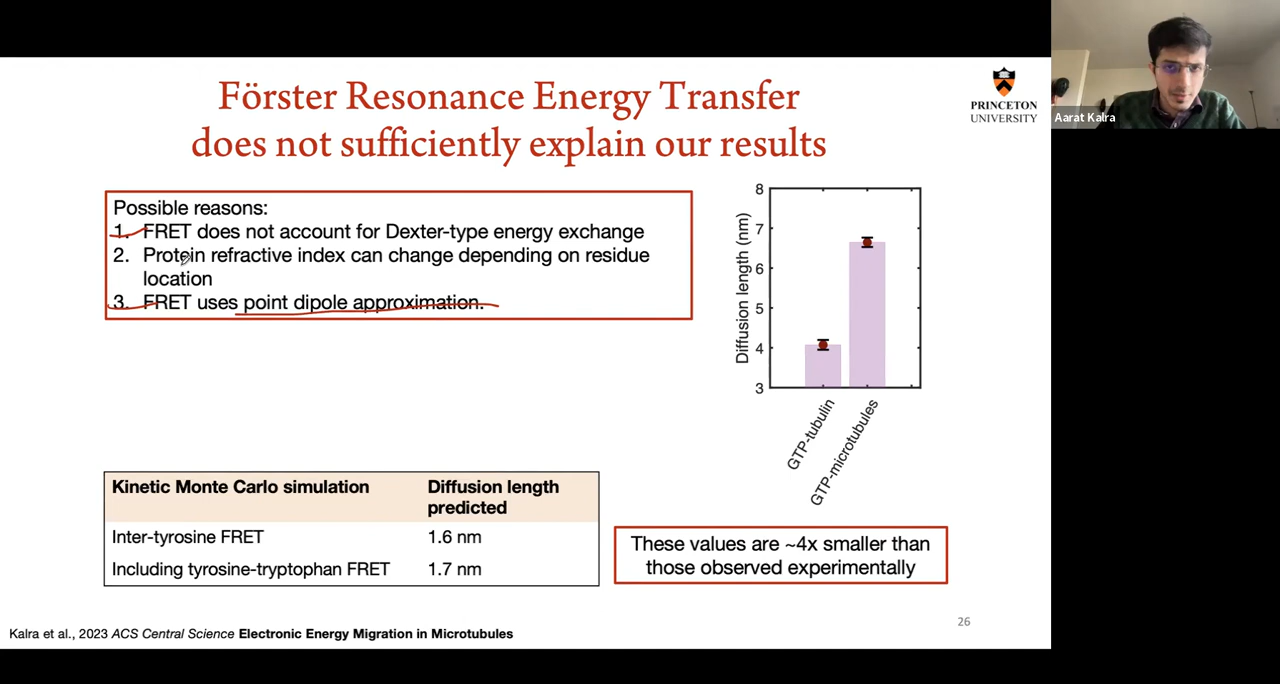 Förster Resonance Energy Transfer
does not sufficiently explain our results
PRINCETON
UNIVERSITY
Aarat Kalra
Possible reasons:
1. FRET does not account for Dexter-type energy exchange
2. Protein refractive index can change depending on residue
location
3. FRET uses point dipole approximation.
8
7
6
5
4
3
Diffusion length (nm)
GTP-tubulin
GTP-microtubules
Kinetic Monte Carlo simulation Diffusion length
predicted
Inter-tyrosine FRET 1.6 nm
Including tyrosine-tryptophan FRET 1.7 nm
These values are ~4x smaller than
those observed experimentally
26
Kalra et al., 2023 ACS Central Science Electronic Energy Migration in Microtubules